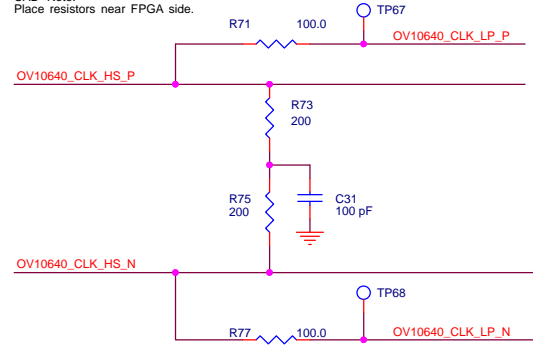 Place resistors near FPGA side.
TP67
R71 100.0
OV10640_CLK_LP_P
OV10640_CLK_HS_P
R73
200
R75
200
C31
100 pF
OV10640_CLK_HS_N
TP68
R77 100.0
OV10640_CLK_LP_N